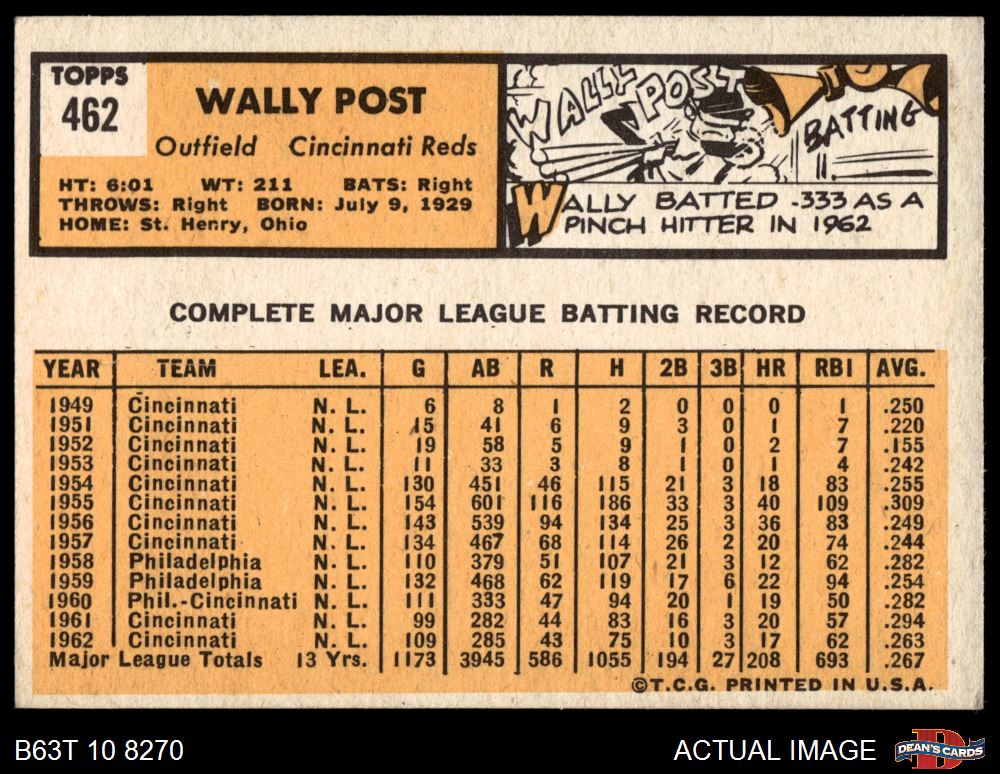 TOPPS
462
WALLY POST
Outfield Cincinnati Reds
HT: 6:01 WT: 211 BATS: Right
THROWS: Right BORN: July 9, 1929
HOME: St. Henry, Ohio
WALLY POST
BATTING
WALLY BATTED .333 AS A
PINCH HITTER IN 1962
COMPLETE MAJOR LEAGUE BATTING RECORD
YEAR TEAM LEA. G AB R H 2B 3B HR RBI AVG.
1949 Cincinnati N. L. 6 8 1 2 0 0 0 1 .250
1951 Cincinnati N. L. 15 41 6 9 3 0 1 7 .220
1952 Cincinnati N. L. 19 58 5 9 1 0 2 7 .155
1953 Cincinnati N. L. 11 33 3 8 1 0 1 4 .242
1954 Cincinnati N. L. 130 451 46 115 21 3 18 83 .255
1955 Cincinnati N. L. 154 601 116 186 33 3 40 109 .309
1956 Cincinnati N. L. 143 539 94 134 25 3 36 83 .249
1957 Cincinnati N. L. 134 467 68 114 26 2 20 74 .244
1958 Philadelphia N. L. 110 379 51 107 21 3 12 62 .282
1959 Philadelphia N. L. 132 468 62 119 17 6 22 94 .254
1960 Phil.-Cincinnati N. L. 111 333 47 94 20 1 19 50 .282
1961 Cincinnati N. L. 99 282 44 83 16 3 20 57 .294
1962 Cincinnati N. L. 109 285 43 75 10 3 17 62 .263
Major League Totals 13 Yrs. 1173 3945 586 1055 194 27 208 693 .267
©T.C.G. PRINTED IN U.S.A.
B63T 10 8270
ACTUAL IMAGE
DEAN'S CARDS